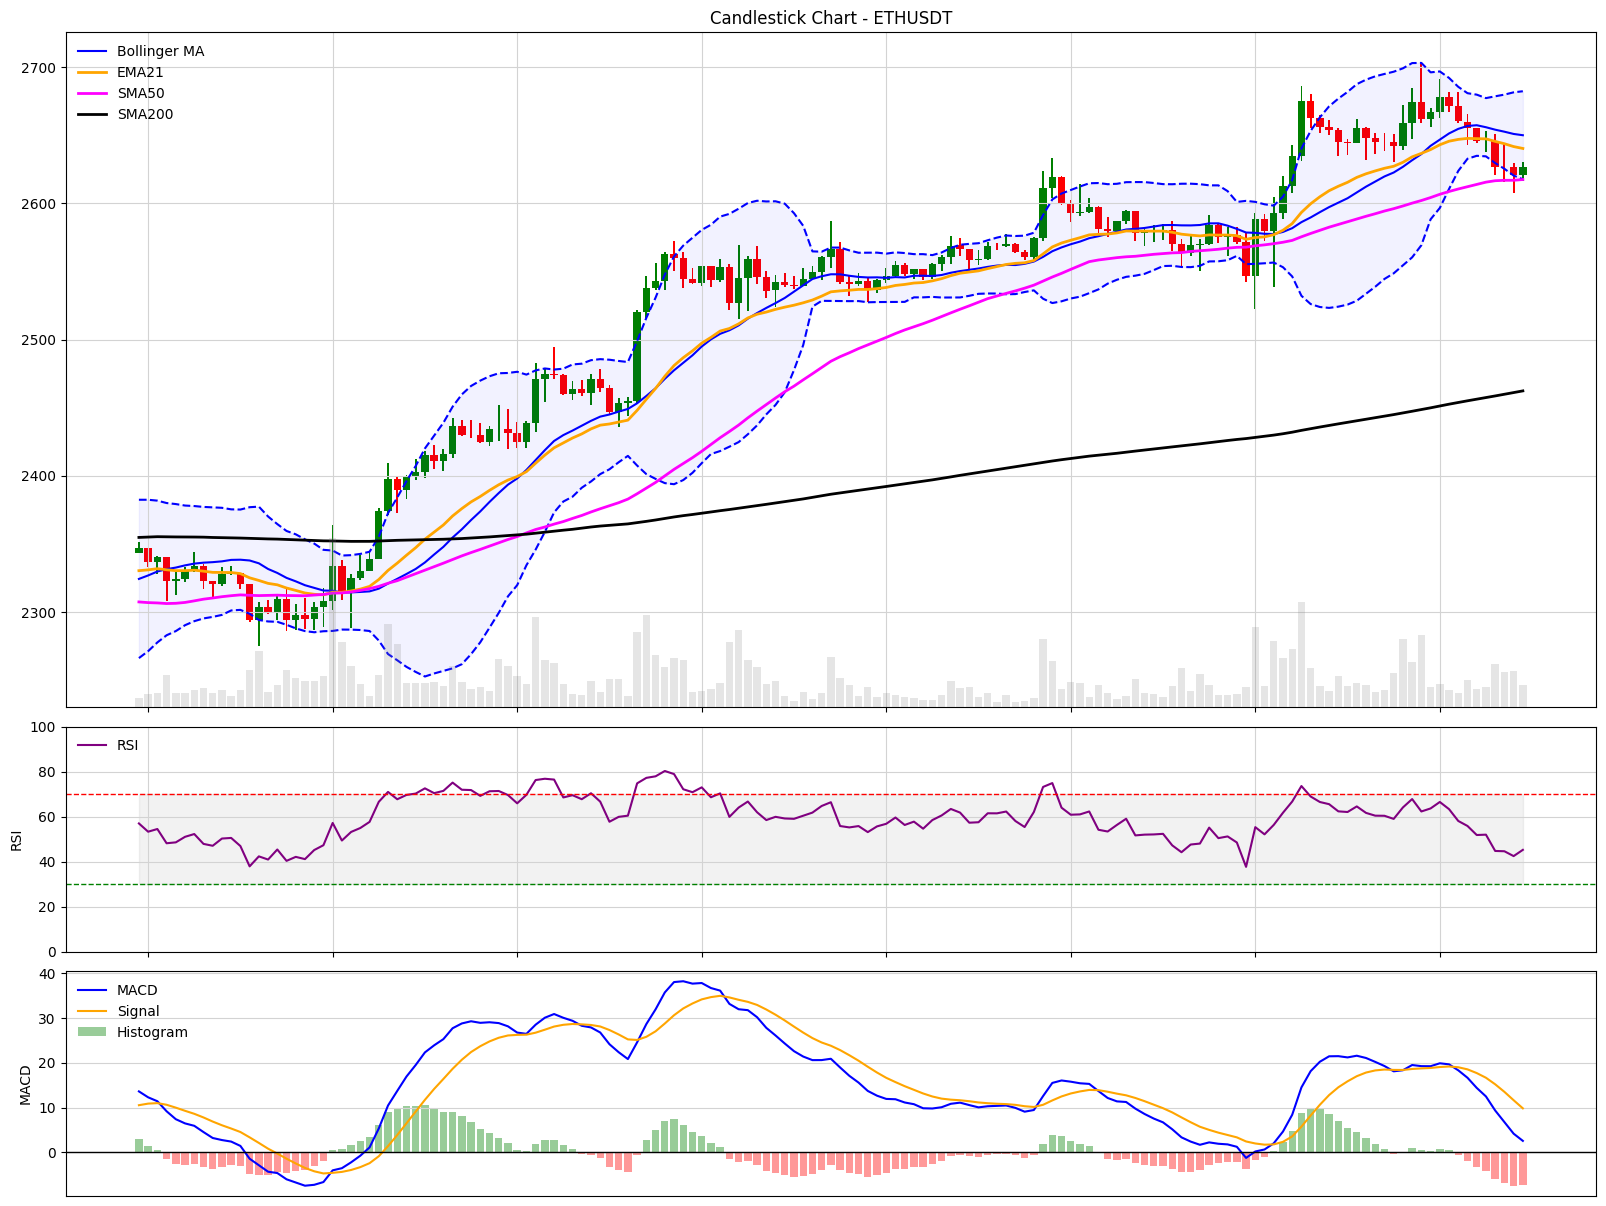 Candlestick Chart - ETHUSDT
Bollinger MA
EMA21
SMA50
SMA200
2700
2600
2500
2400
2300
RSI
100
80
60
40
20
0
RSI
MACD
Signal
Histogram
40
30
20
10
0
MACD